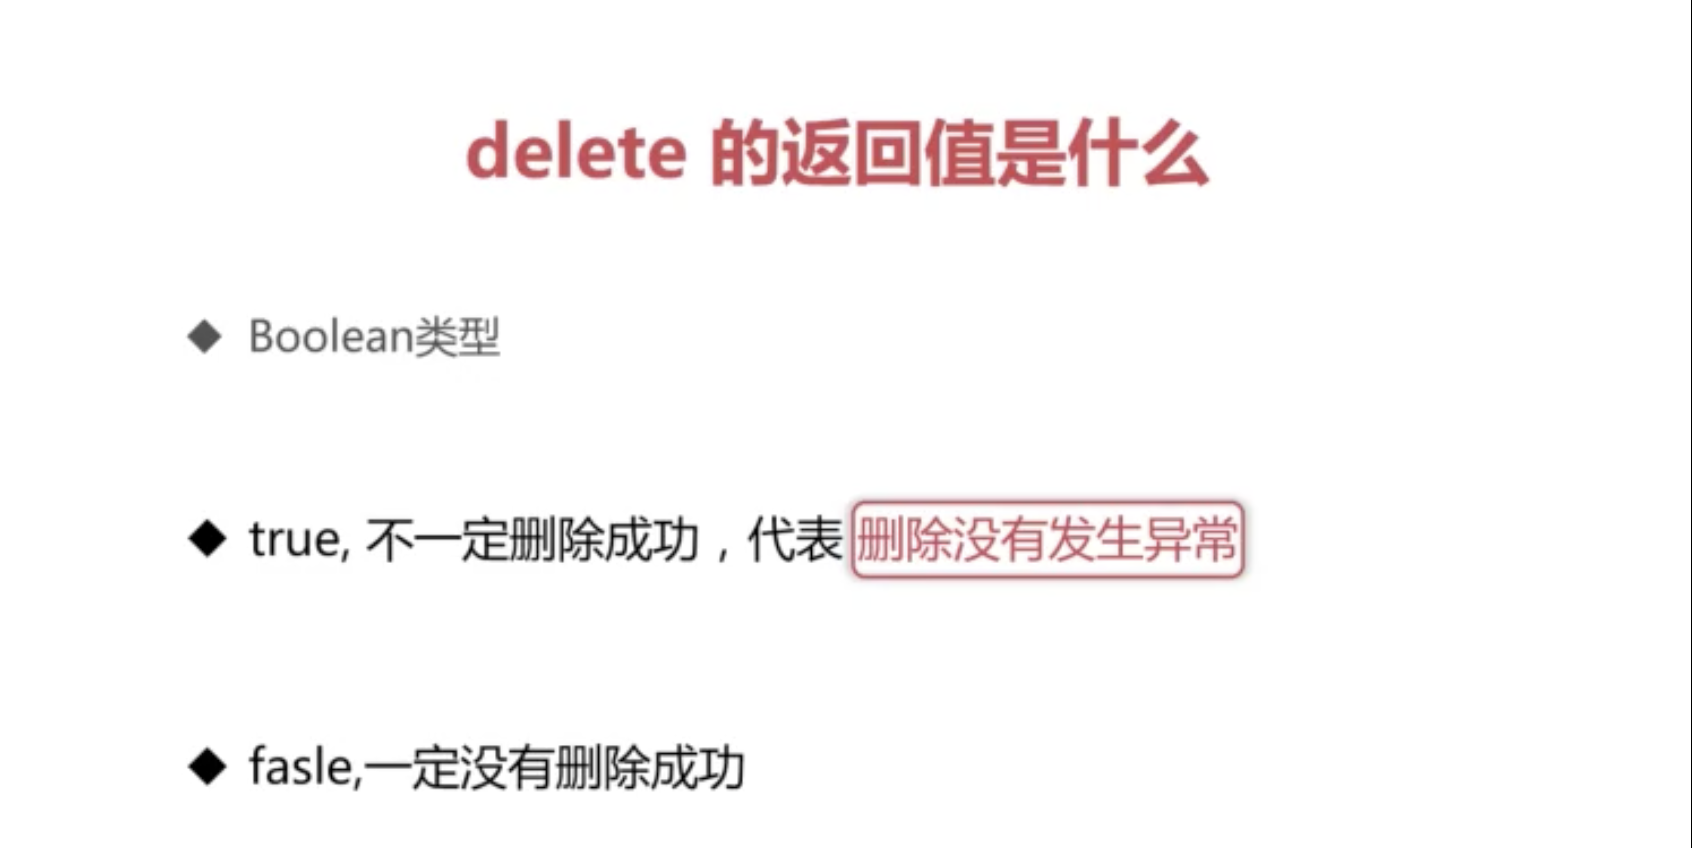 delete 的返回值是什么
◆ Boolean类型
◆ true, 不一定删除成功，代表删除没有发生异常
◆ fasle,一定没有删除成功